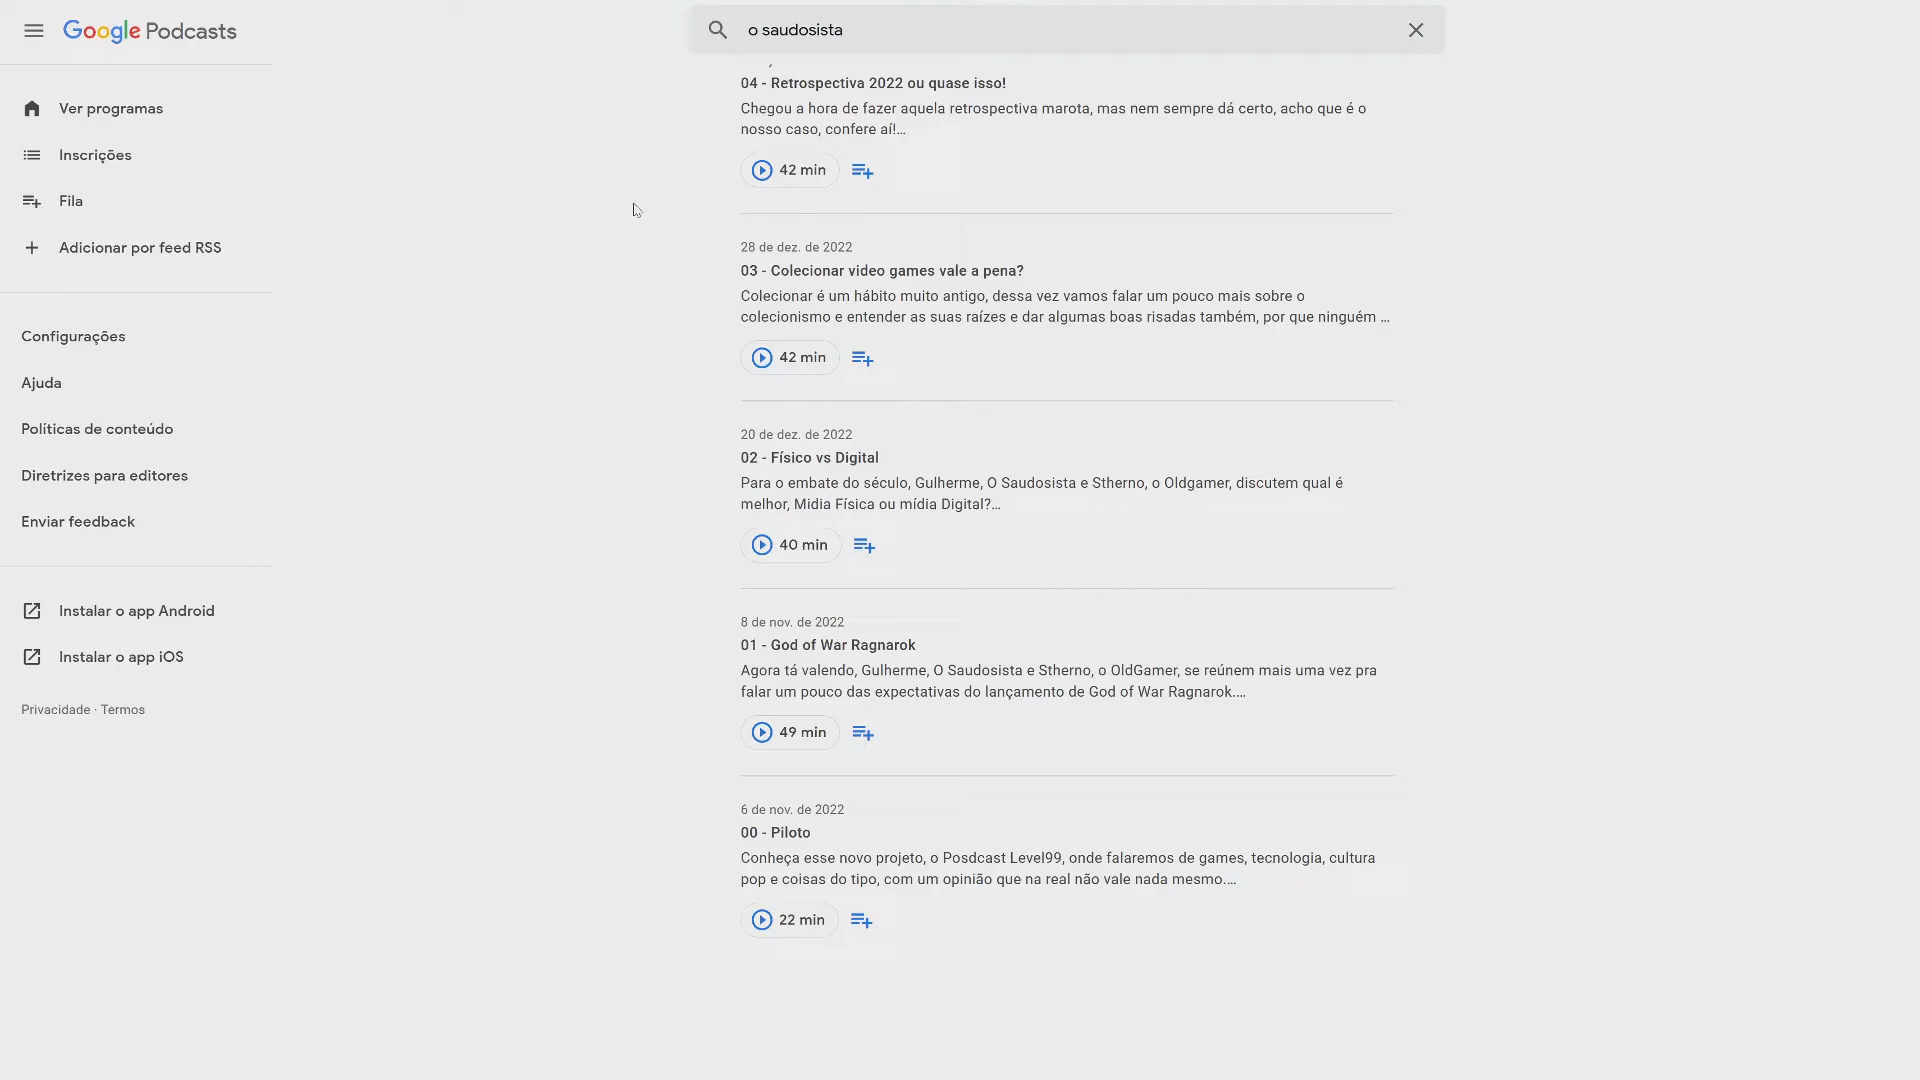 Google Podcasts
o saudosista
Ver programas
Inscrições
Fila
Adicionar por feed RSS
Configurações
Ajuda
Políticas de conteúdo
Diretrizes para editores
Enviar feedback
Instalar o app Android
Instalar o app iOS
Privacidade · Termos
04 - Retrospectiva 2022 ou quase isso!
Chegou a hora de fazer aquela retrospectiva marota, mas nem sempre dá certo, acho que é o
nosso caso, confere aí!...
42 min
28 de dez. de 2022
03 - Colecionar video games vale a pena?
Colecionar é um hábito muito antigo, dessa vez vamos falar um pouco mais sobre o
colecionismo e entender as suas raízes e dar algumas boas risadas também, por que ninguém ...
42 min
20 de dez. de 2022
02 - Físico vs Digital
Para o embate do século, Gulherme, O Saudosista e Stherno, o Oldgamer, discutem qual é
melhor, Midia Física ou mídia Digital?...
40 min
8 de nov. de 2022
01 - God of War Ragnarok
Agora tá valendo, Gulherme, O Saudosista e Stherno, o OldGamer, se reúnem mais uma vez pra
falar um pouco das expectativas do lançamento de God of War Ragnarok....
49 min
6 de nov. de 2022
00 - Piloto
Conheça esse novo projeto, o Posdcast Level99, onde falaremos de games, tecnologia, cultura
pop e coisas do tipo, com um opinião que na real não vale nada mesmo....
22 min